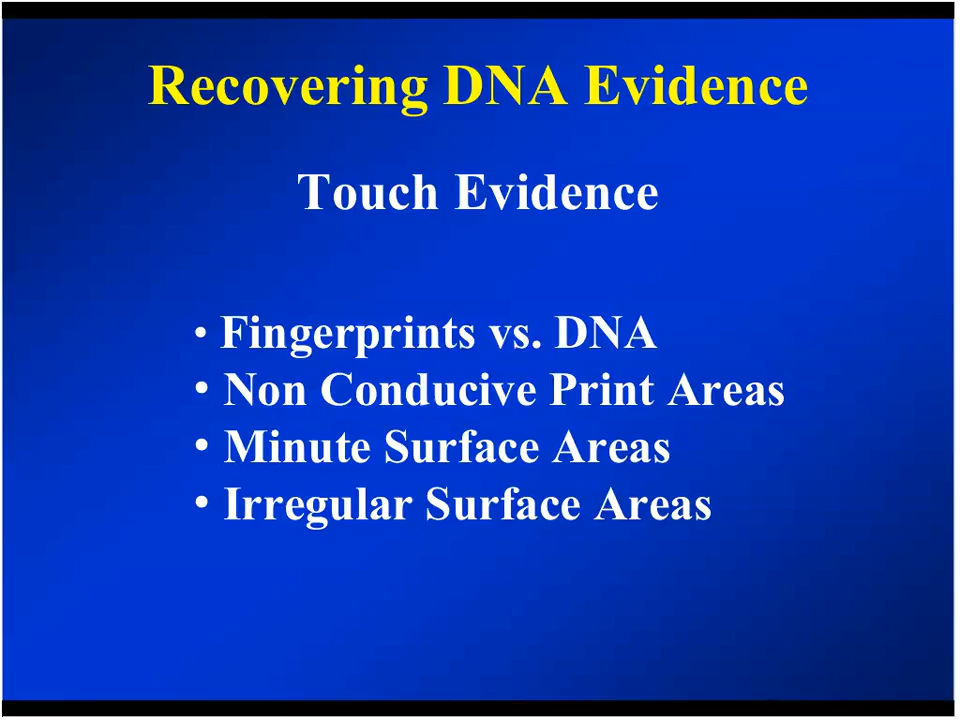 Recovering DNA Evidence
Touch Evidence
• Fingerprints vs. DNA
• Non Conducive Print Areas
• Minute Surface Areas
• Irregular Surface Areas